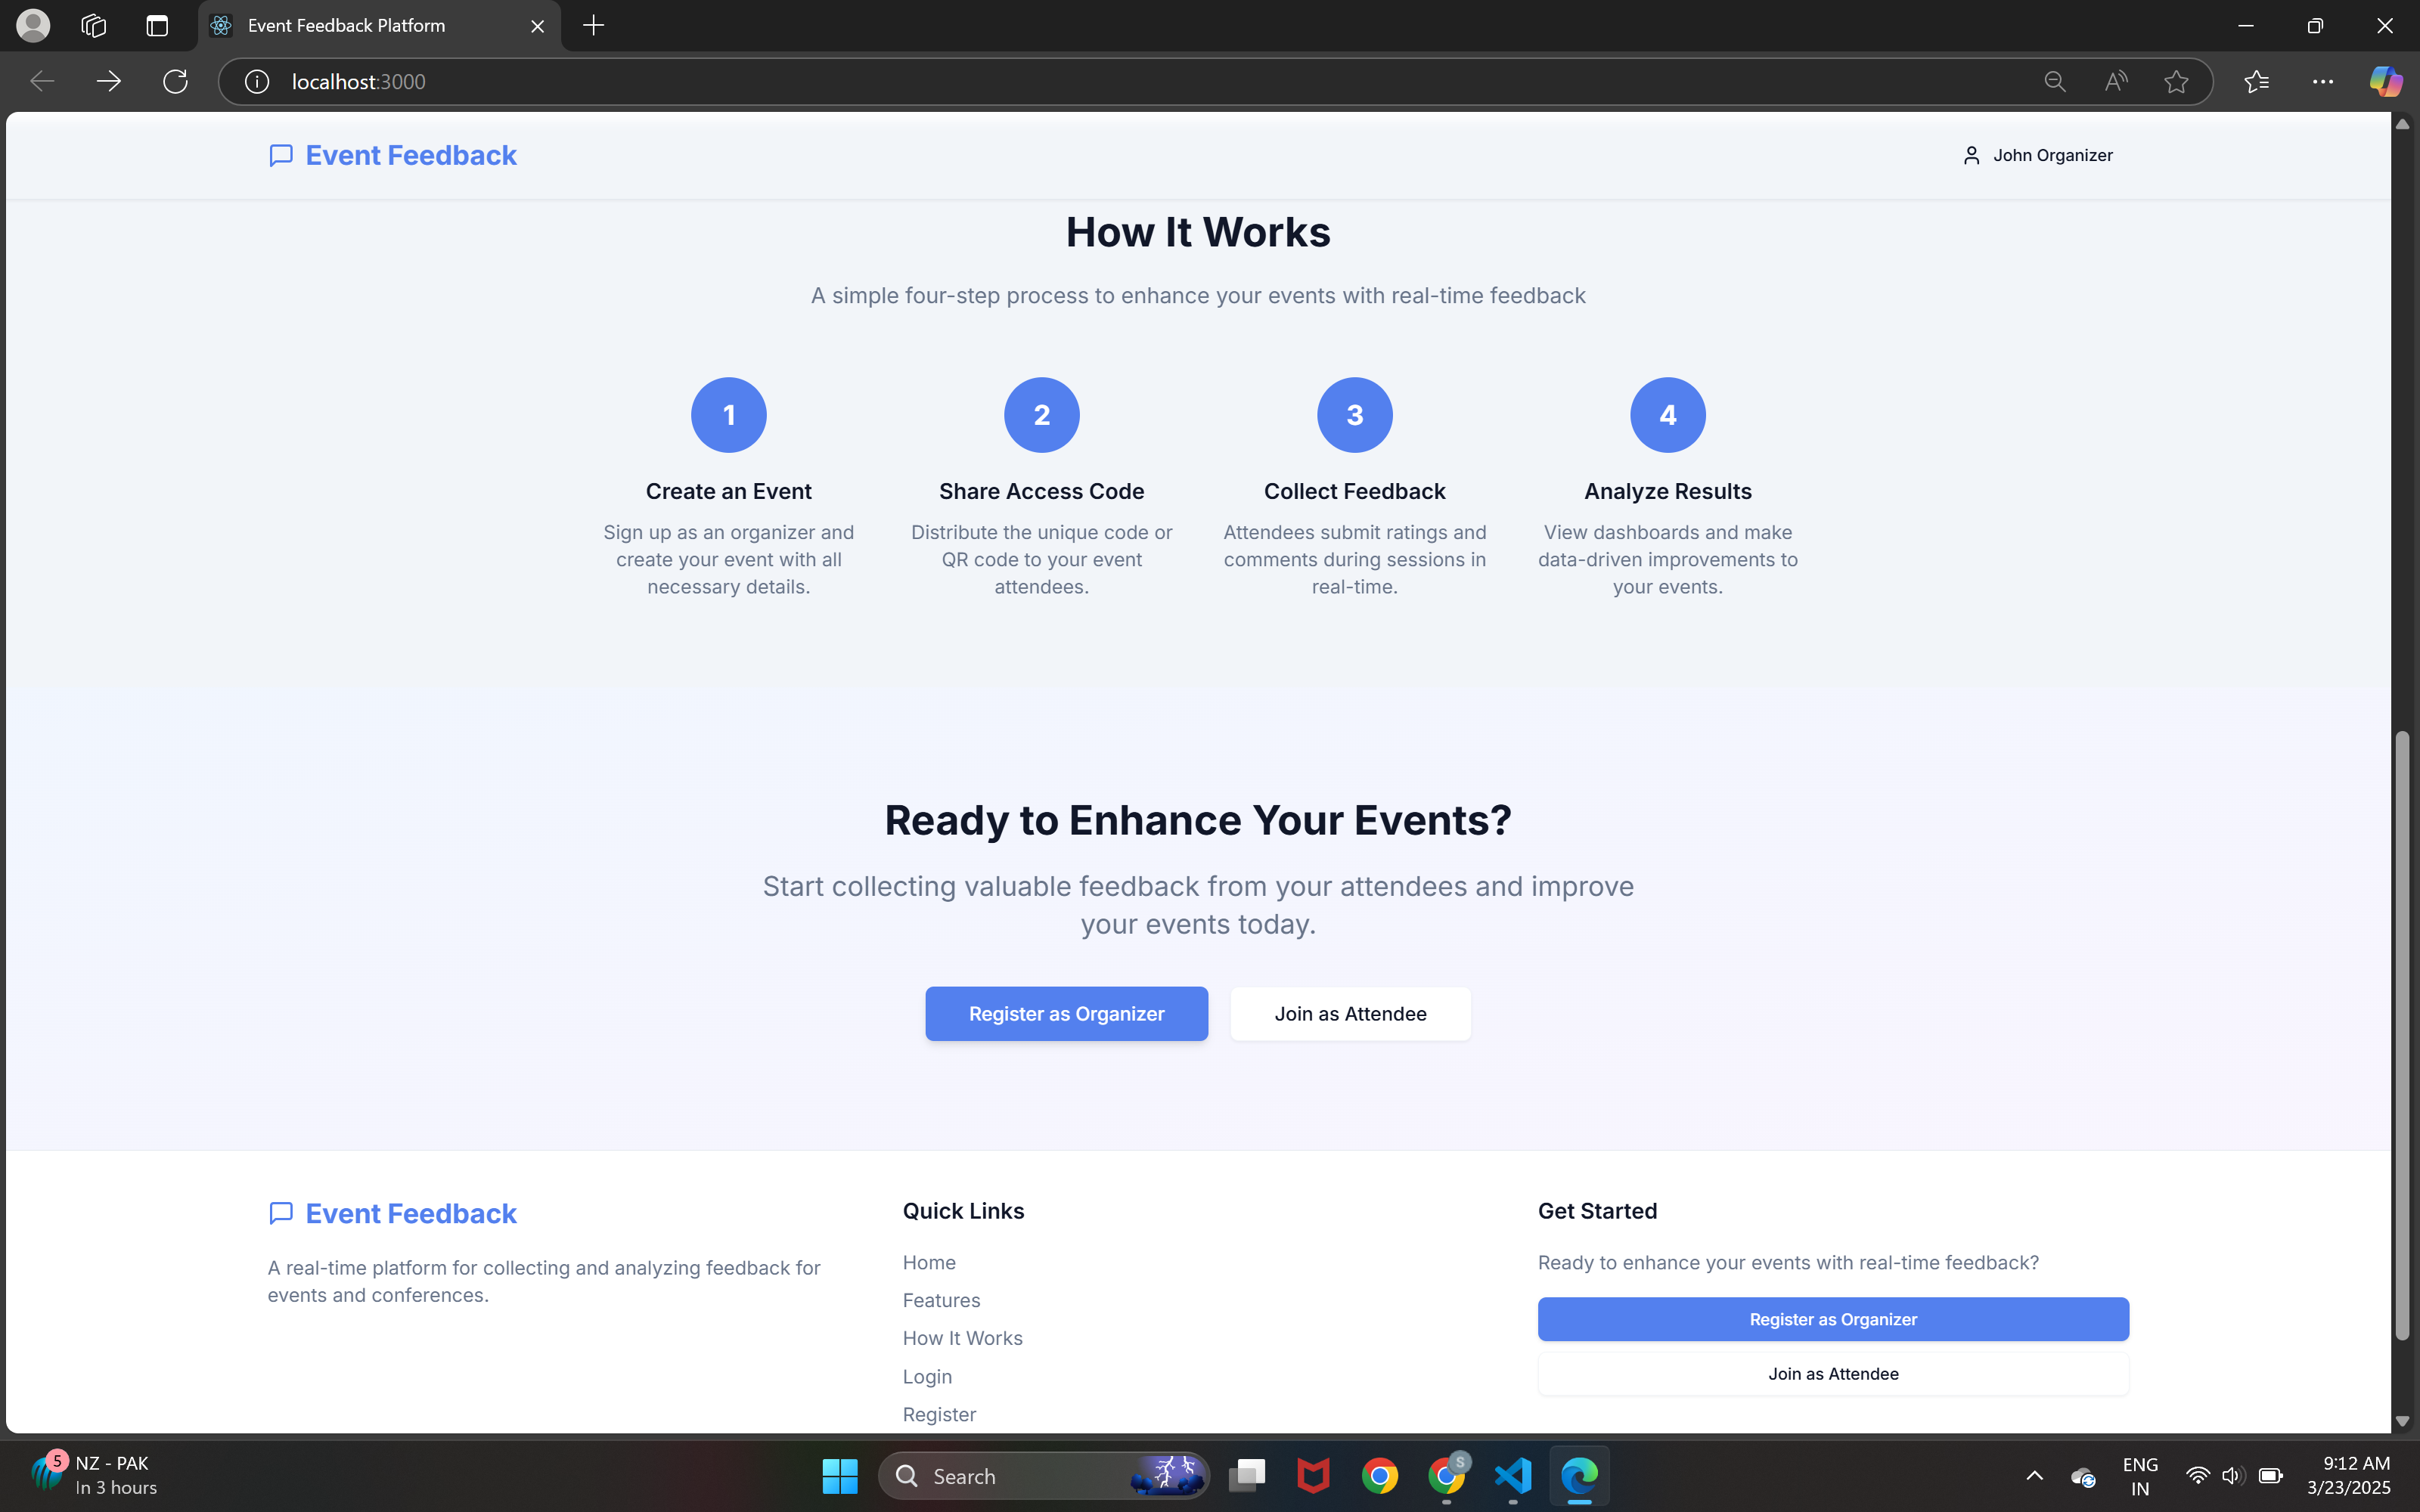 Event Feedback Platform
localhost:3000
Event Feedback
John Organizer
How It Works
A simple four-step process to enhance your events with real-time feedback
1
2
3
4
Create an Event
Sign up as an organizer and
create your event with all
necessary details.
Share Access Code
Distribute the unique code or
QR code to your event
attendees.
Collect Feedback
Attendees submit ratings and
comments during sessions in
real-time.
Analyze Results
View dashboards and make
data-driven improvements to
your events.
Ready to Enhance Your Events?
Start collecting valuable feedback from your attendees and improve
your events today.
Register as Organizer
Join as Attendee
Event Feedback
A real-time platform for collecting and analyzing feedback for
events and conferences.
Quick Links
Home
Features
How It Works
Login
Register
Get Started
Ready to enhance your events with real-time feedback?
Register as Organizer
Join as Attendee
5
NZ - PAK
In 3 hours
Search
S
ENG
IN
9:12 AM
3/23/2025